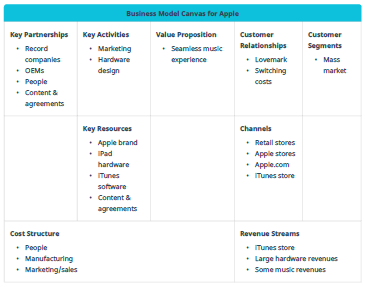 Business Model Canvas for Apple
Key Partnerships
• Record
companies
• OEMs
• People
• Content &
agreements
Key Activities
• Marketing
• Hardware
design
Value Proposition
• Seamless music
experience
Customer
Relationships
• Lovemark
• Switching
costs
Customer
Segments
• Mass
market
Key Resources
• Apple brand
• IPad
hardware
• ITunes
software
• Content &
agreements
Channels
• Retail stores
• Apple stores
• Apple.com
• ITunes store
Cost Structure
• People
• Manufacturing
• Marketing/sales
Revenue Streams
• ITunes store
• Large hardware revenues
• Some music revenues